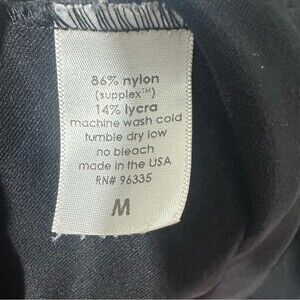 86% nylon
(supplex™)
14% lycra
machine wash cold
tumble dry low
no bleach
made in the USA
RN# 96335
M